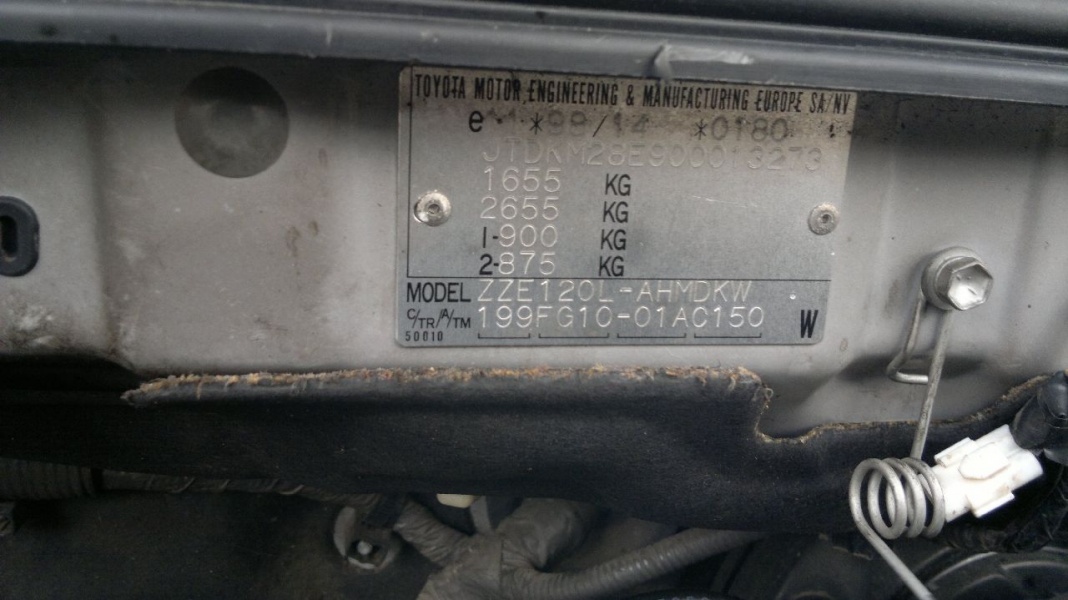 TOYOTA MOTOR ENGINEERING & MANUFACTURING EUROPE SA/NV
e11*98/14 *0180
JTDKM28E900013273
1655 KG
2655 KG
1-900 KG
2-875 KG
MODEL ZZE120L-AHMDKW
C/TR/A/TM 199FG10-01AC150 W
50010